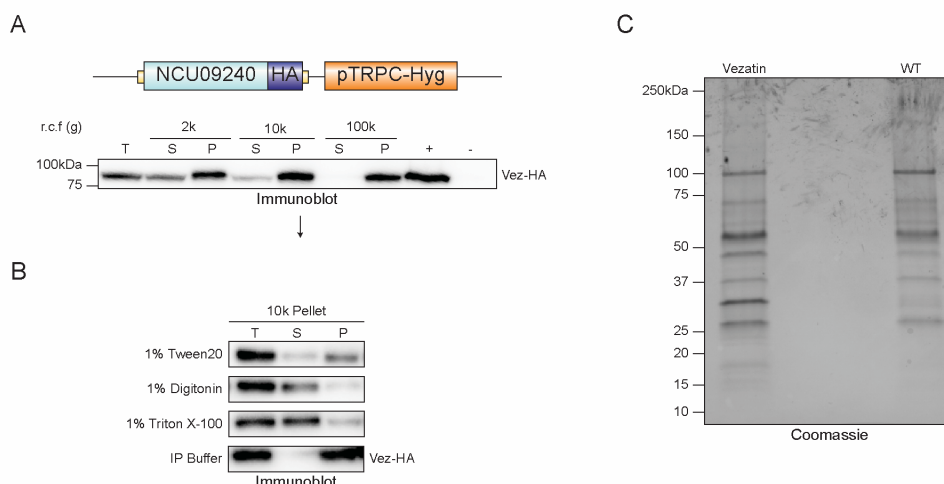 A
NCU09240 HA pTRPC-Hyg
r.c.f (g) 2k 10k 100k
T S P S P S P + -
100kDa
75
Vez-HA
Immunoblot
B
10k Pellet
T S P
1% Tween20
1% Digitonin
1% Triton X-100
IP Buffer Vez-HA
Immunoblot
C
Vezatin WT
250kDa
150
100
75
50
37
25
20
15
10
Coomassie